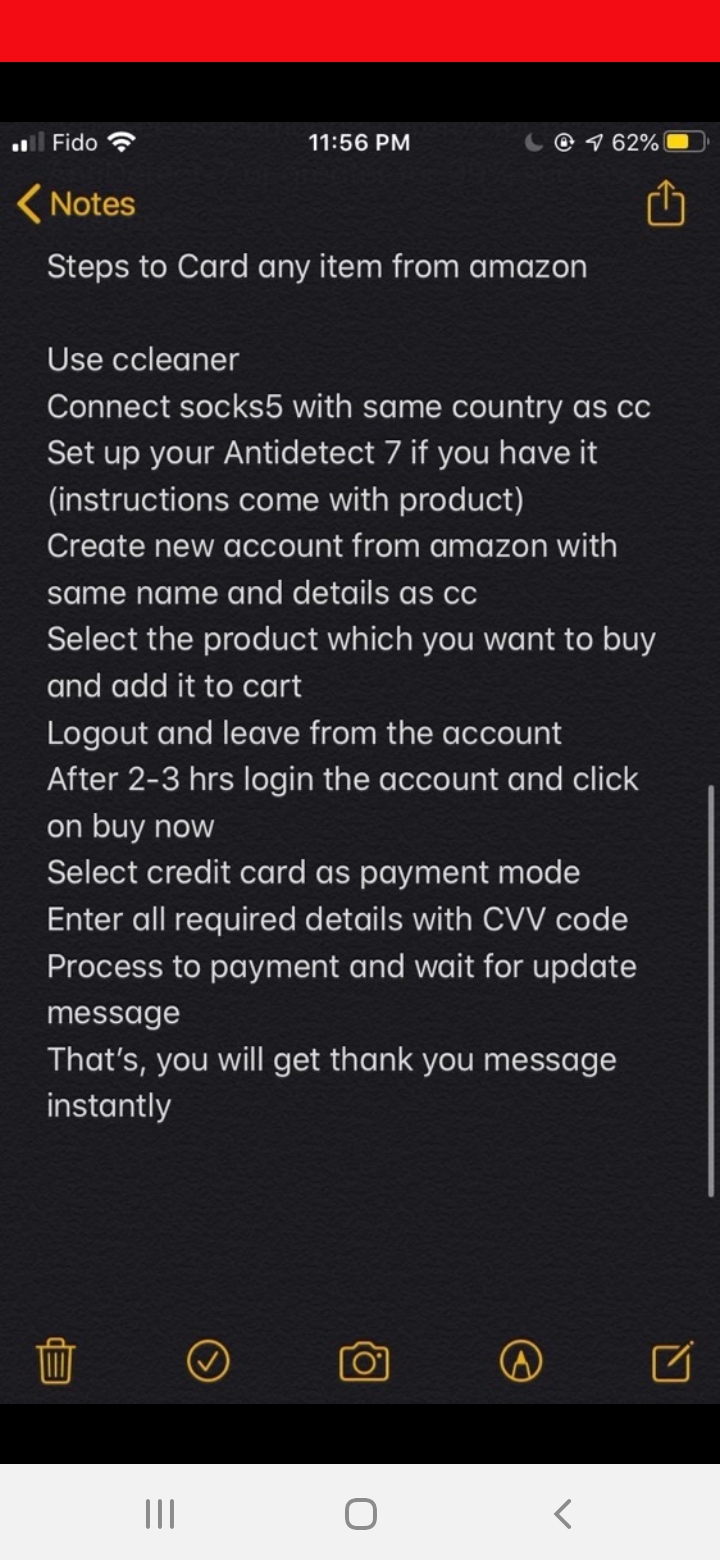 Fido
11:56 PM
62%
Notes
Steps to Card any item from amazon
Use ccleaner
Connect socks5 with same country as cc
Set up your Antidetect 7 if you have it
(instructions come with product)
Create new account from amazon with
same name and details as cc
Select the product which you want to buy
and add it to cart
Logout and leave from the account
After 2-3 hrs login the account and click
on buy now
Select credit card as payment mode
Enter all required details with CVV code
Process to payment and wait for update
message
That’s, you will get thank you message
instantly